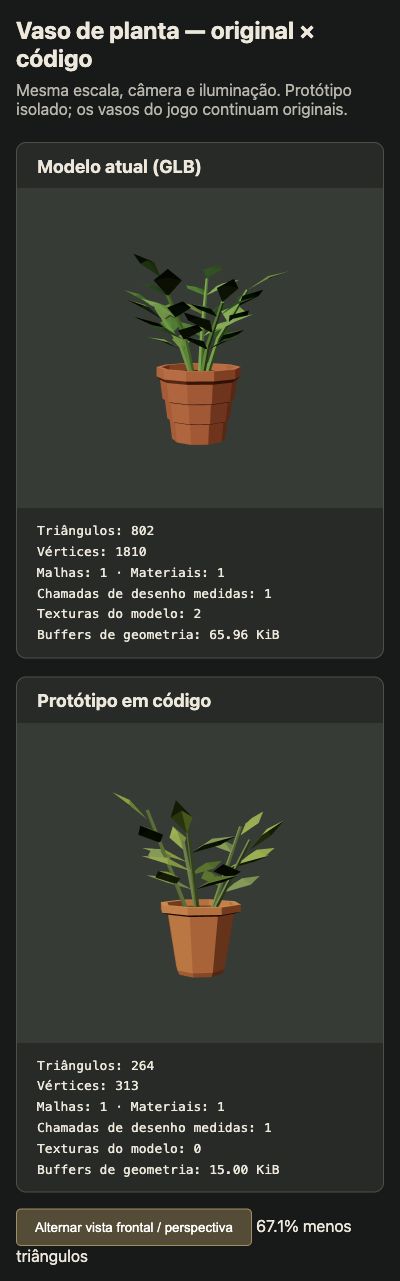 Vaso de planta — original ×
código
Mesma escala, câmera e iluminação. Protótipo
isolado; os vasos do jogo continuam originais.
Modelo atual (GLB)
Triângulos: 802
Vértices: 1810
Malhas: 1 · Materiais: 1
Chamadas de desenho medidas: 1
Texturas do modelo: 2
Buffers de geometria: 65.96 KiB
Protótipo em código
Triângulos: 264
Vértices: 313
Malhas: 1 · Materiais: 1
Chamadas de desenho medidas: 1
Texturas do modelo: 0
Buffers de geometria: 15.00 KiB
Alternar vista frontal / perspectiva 67.1% menos
triângulos